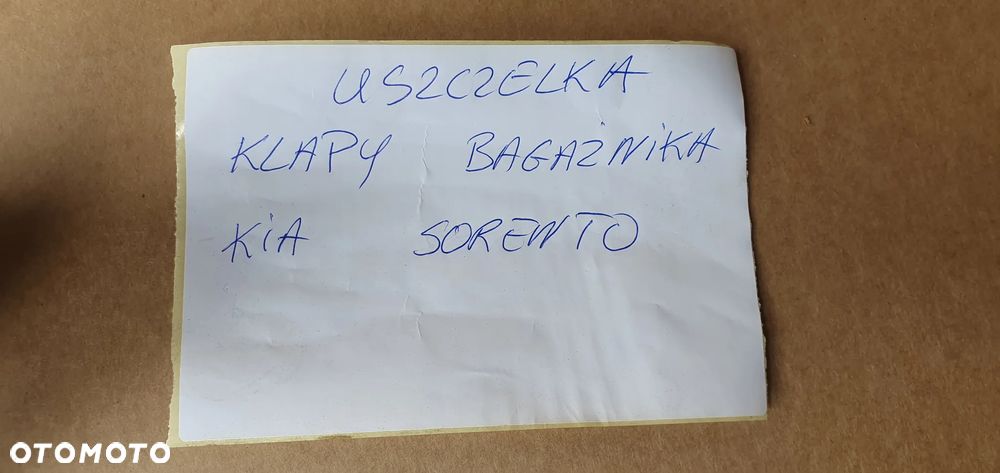 USZCZELKA
KLAPY BAGAŻNIKA
KIA SORENTO
OTOMOTO